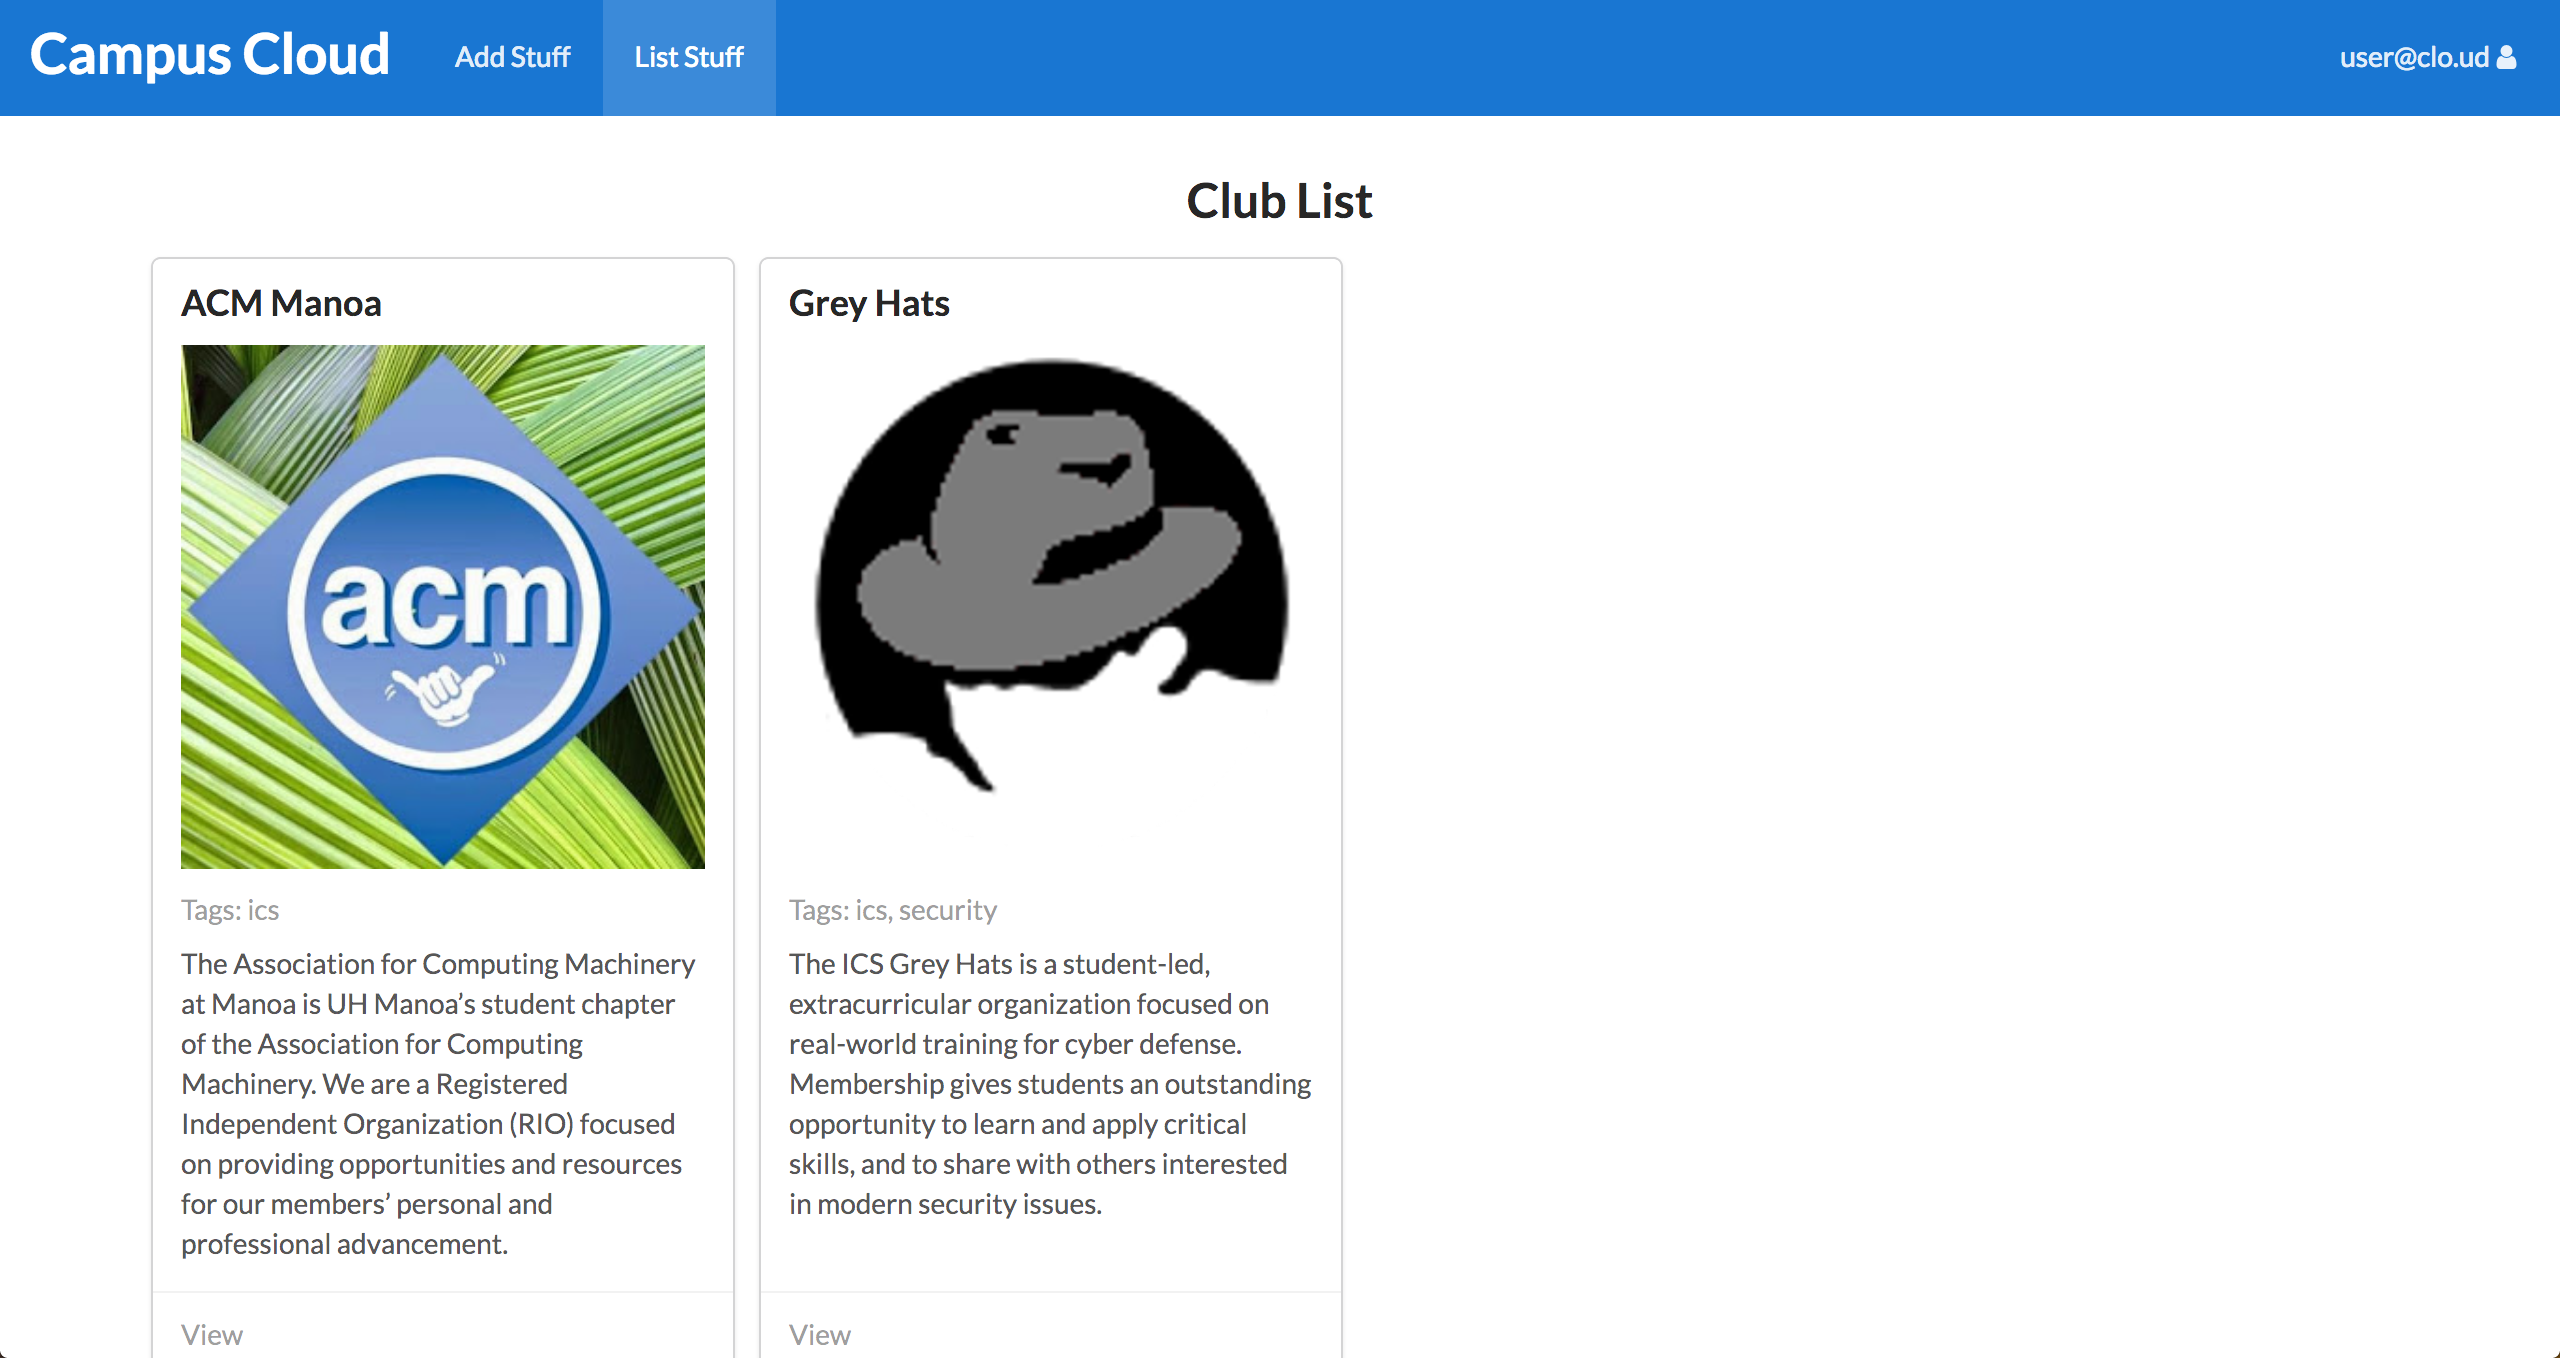 Campus Cloud
Add Stuff
List Stuff
user@clo.ud
Club List
ACM Manoa
acm
Tags: ics
The Association for Computing Machinery
at Manoa is UH Manoa’s student chapter
of the Association for Computing
Machinery. We are a Registered
Independent Organization (RIO) focused
on providing opportunities and resources
for our members’ personal and
professional advancement.
View
Grey Hats
Tags: ics, security
The ICS Grey Hats is a student-led,
extracurricular organization focused on
real-world training for cyber defense.
Membership gives students an outstanding
opportunity to learn and apply critical
skills, and to share with others interested
in modern security issues.
View